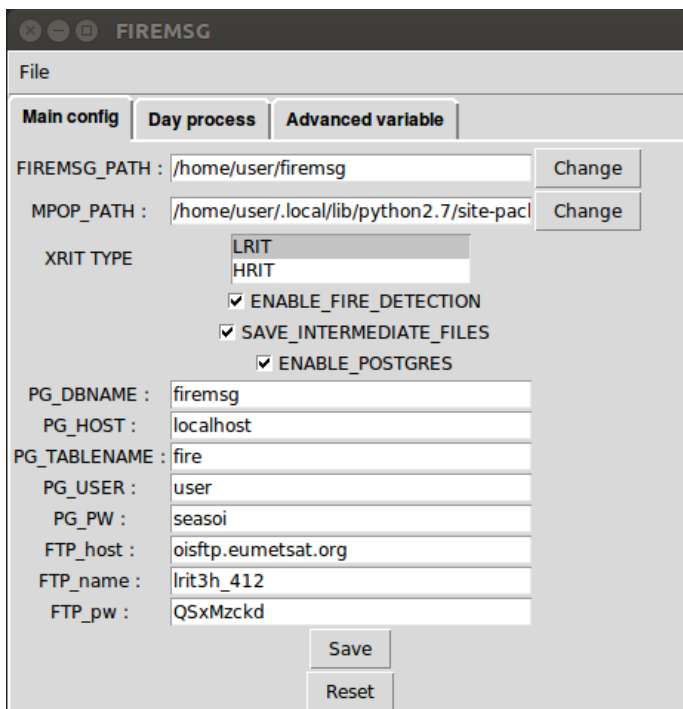 FIREMSG
File
Main config Day process Advanced variable
FIREMSG_PATH : /home/user/firemsg Change
MPOP_PATH : /home/user/.local/lib/python2.7/site-pacl Change
XRIT TYPE
LRIT
HRIT
ENABLE_FIRE_DETECTION
SAVE_INTERMEDIATE_FILES
ENABLE_POSTGRES
PG_DBNAME : firemsg
PG_HOST : localhost
PG_TABLENAME : fire
PG_USER : user
PG_PW : seasoi
FTP_host : oisftp.eumetsat.org
FTP_name : lrit3h_412
FTP_pw : QSxMzckd
Save
Reset